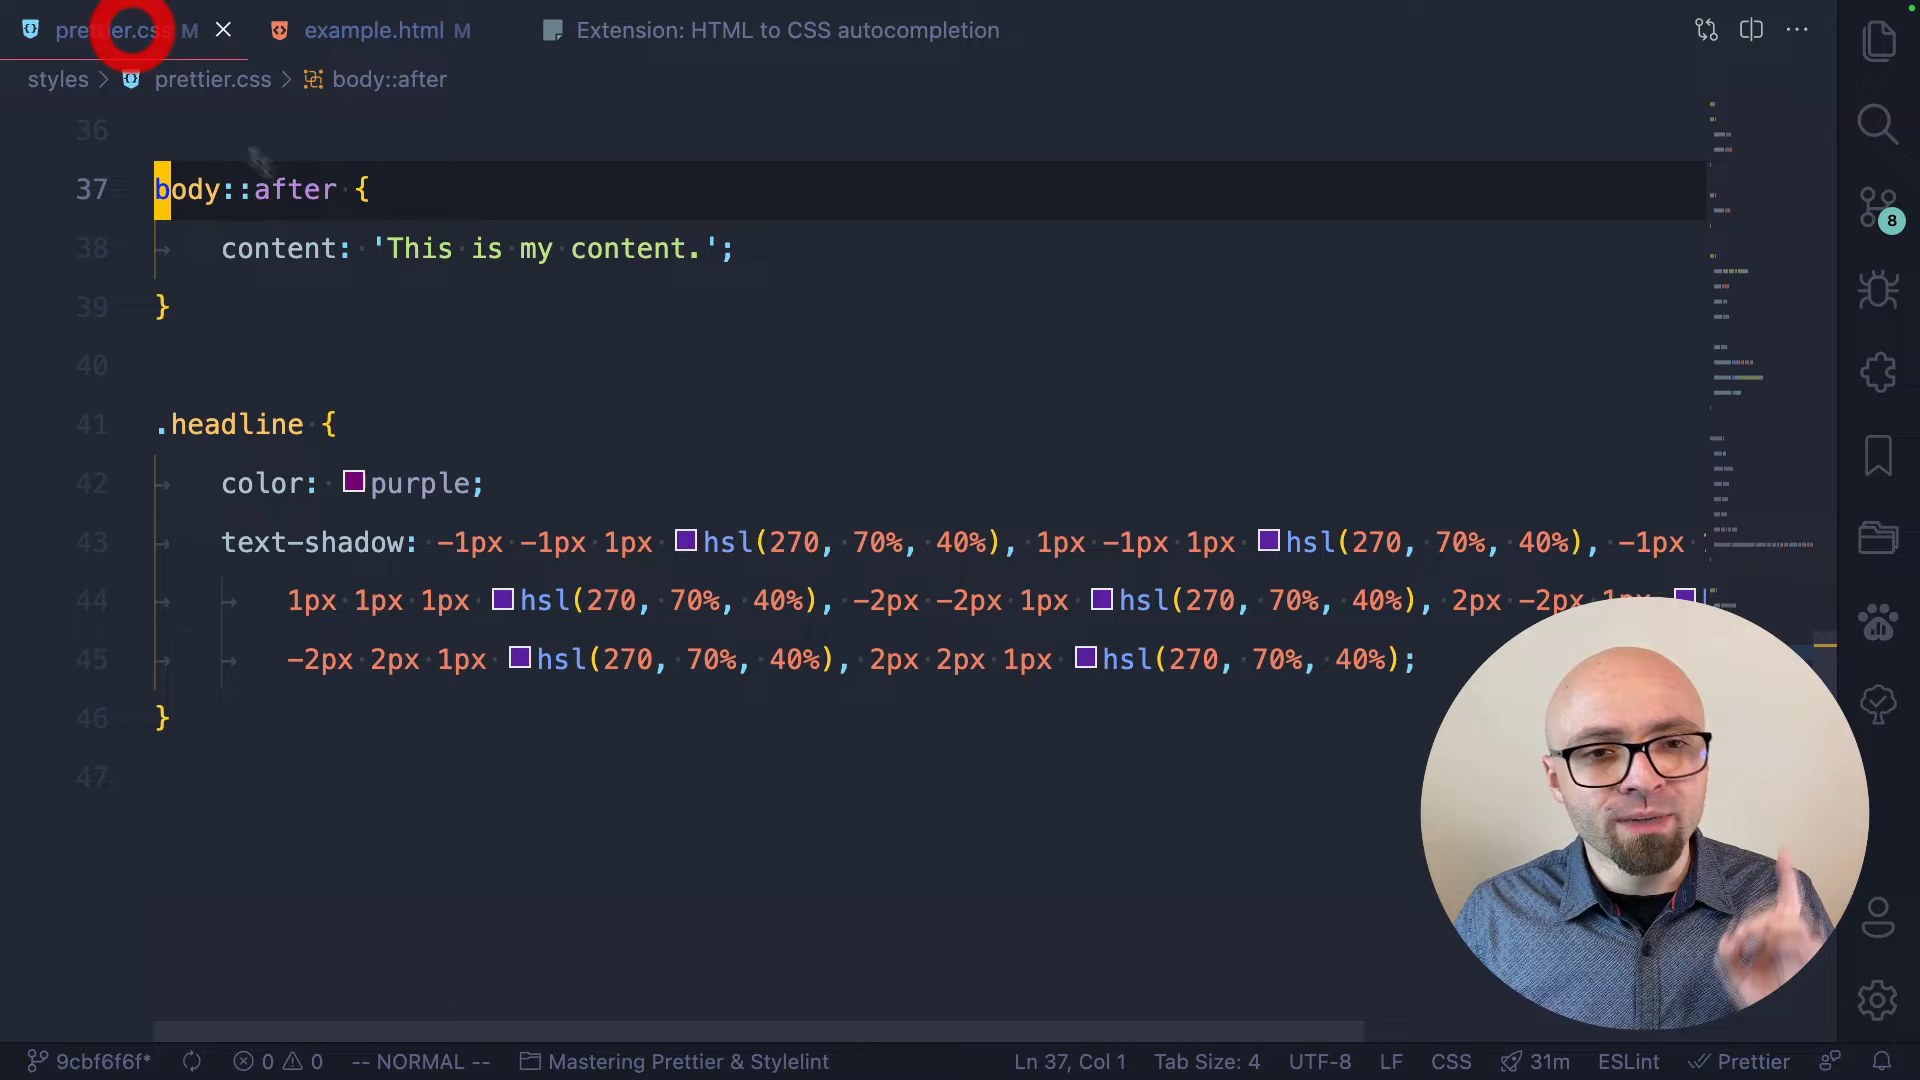 prettier.css M
example.html M
Extension: HTML to CSS autocompletion
styles > prettier.css > body::after
36
37 body::after {
38 content: 'This is my content.';
39 }
40
41 .headline {
42 color: purple;
43 text-shadow: -1px -1px 1px hsl(270, 70%, 40%), 1px -1px 1px hsl(270, 70%, 40%), -1px
44 1px 1px 1px hsl(270, 70%, 40%), -2px -2px 1px hsl(270, 70%, 40%), 2px -2px 1px
45 -2px 2px 1px hsl(270, 70%, 40%), 2px 2px 1px hsl(270, 70%, 40%);
46 }
47
8
9cbf6f6f* 0 0 -- NORMAL -- Mastering Prettier & Stylelint Ln 37, Col 1 Tab Size: 4 UTF-8 LF CSS 31m ESLint Prettier